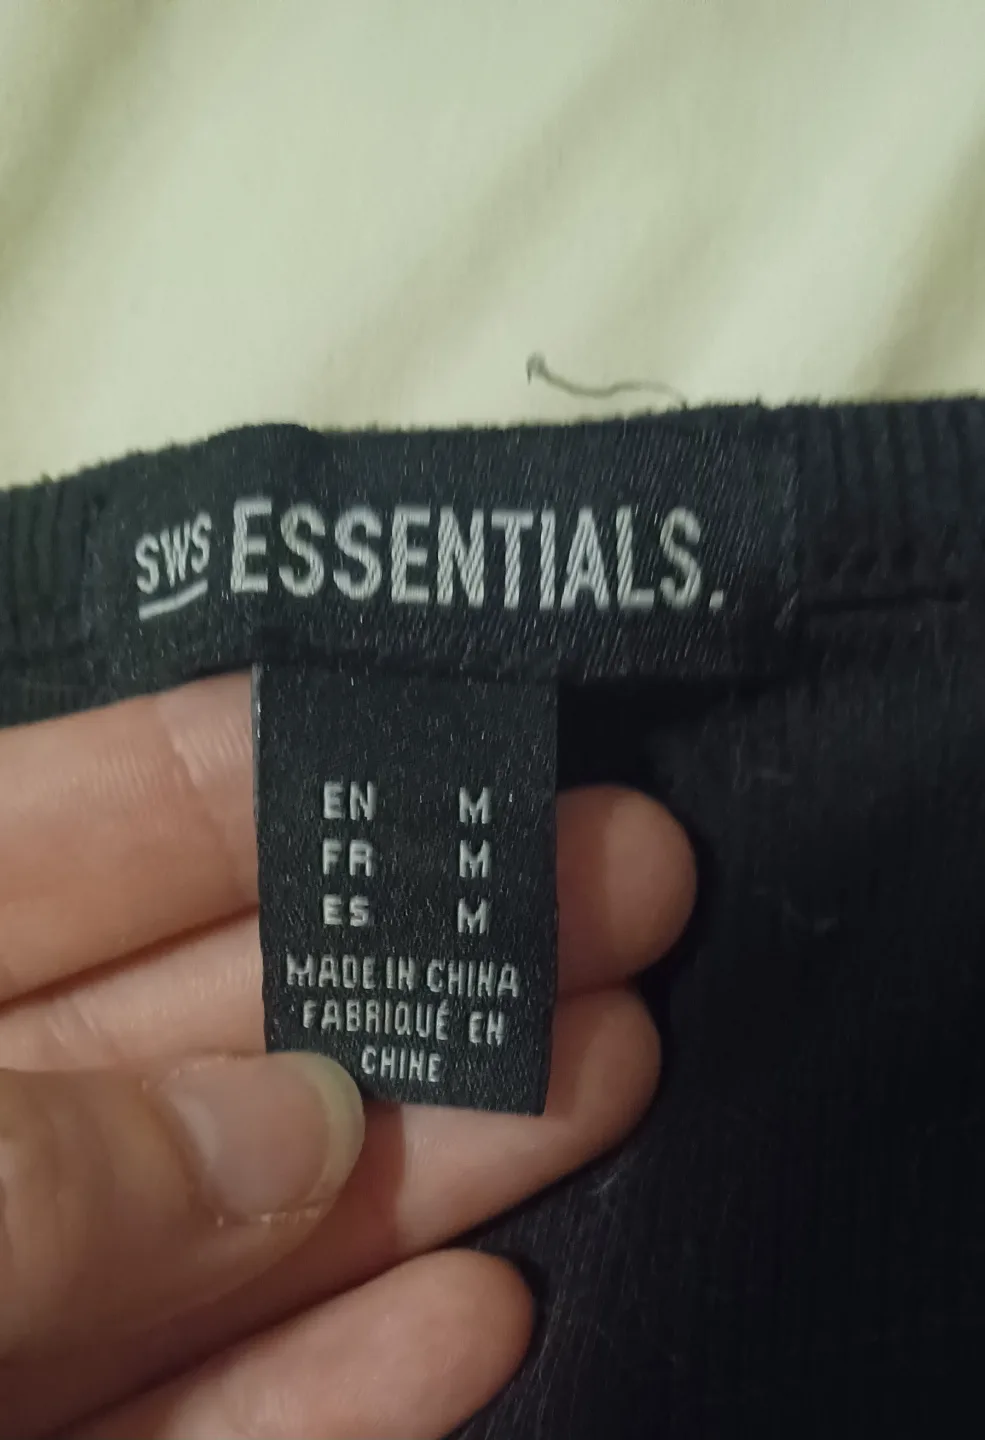 SWS ESSENTIALS.
EN M
FR M
ES M
MADE IN CHINA
FABRIQUÉ EN
CHINE